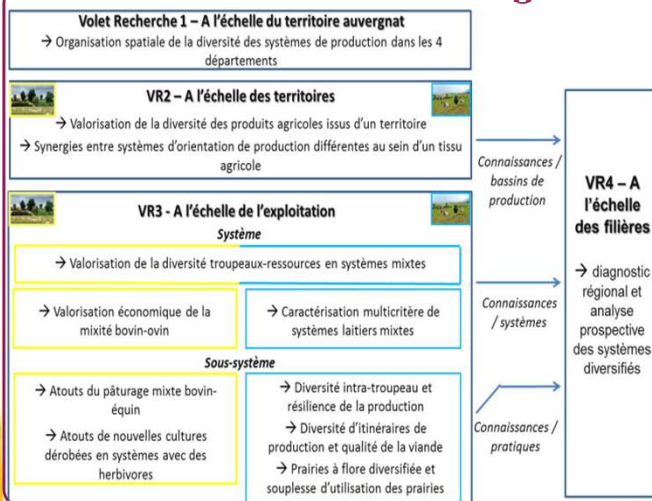 Volet Recherche 1 – A l'échelle du territoire auvergnat
→ Organisation spatiale de la diversité des systèmes de production dans les 4
départements
VR2 – A l'échelle des territoires
→ Valorisation de la diversité des produits agricoles issus d'un territoire
→ Synergies entre systèmes d'orientation de production différentes au sein d'un tissu
agricole
VR3 - A l'échelle de l'exploitation
Système
→ Valorisation de la diversité troupeaux-ressources en systèmes mixtes
→ Valorisation économique de la
mixité bovin-ovin
→ Caractérisation multicritère de
systèmes laitiers mixtes
Sous-système
→ Atouts du pâturage mixte bovin-
équin
→ Atouts de nouvelles cultures
dérobées en systèmes avec des
herbivores
→ Diversité intra-troupeau et
résilience de la production
→ Diversité d'itinéraires de
production et qualité de la viande
→ Prairies à flore diversifiée et
souplesse d'utilisation des prairies
Connaissances /
bassins de
production
Connaissances
/ systèmes
Connaissances /
pratiques
VR4 – A
l'échelle
des filières
→ diagnostic
régional et
analyse
prospective
des systèmes
diversifiés